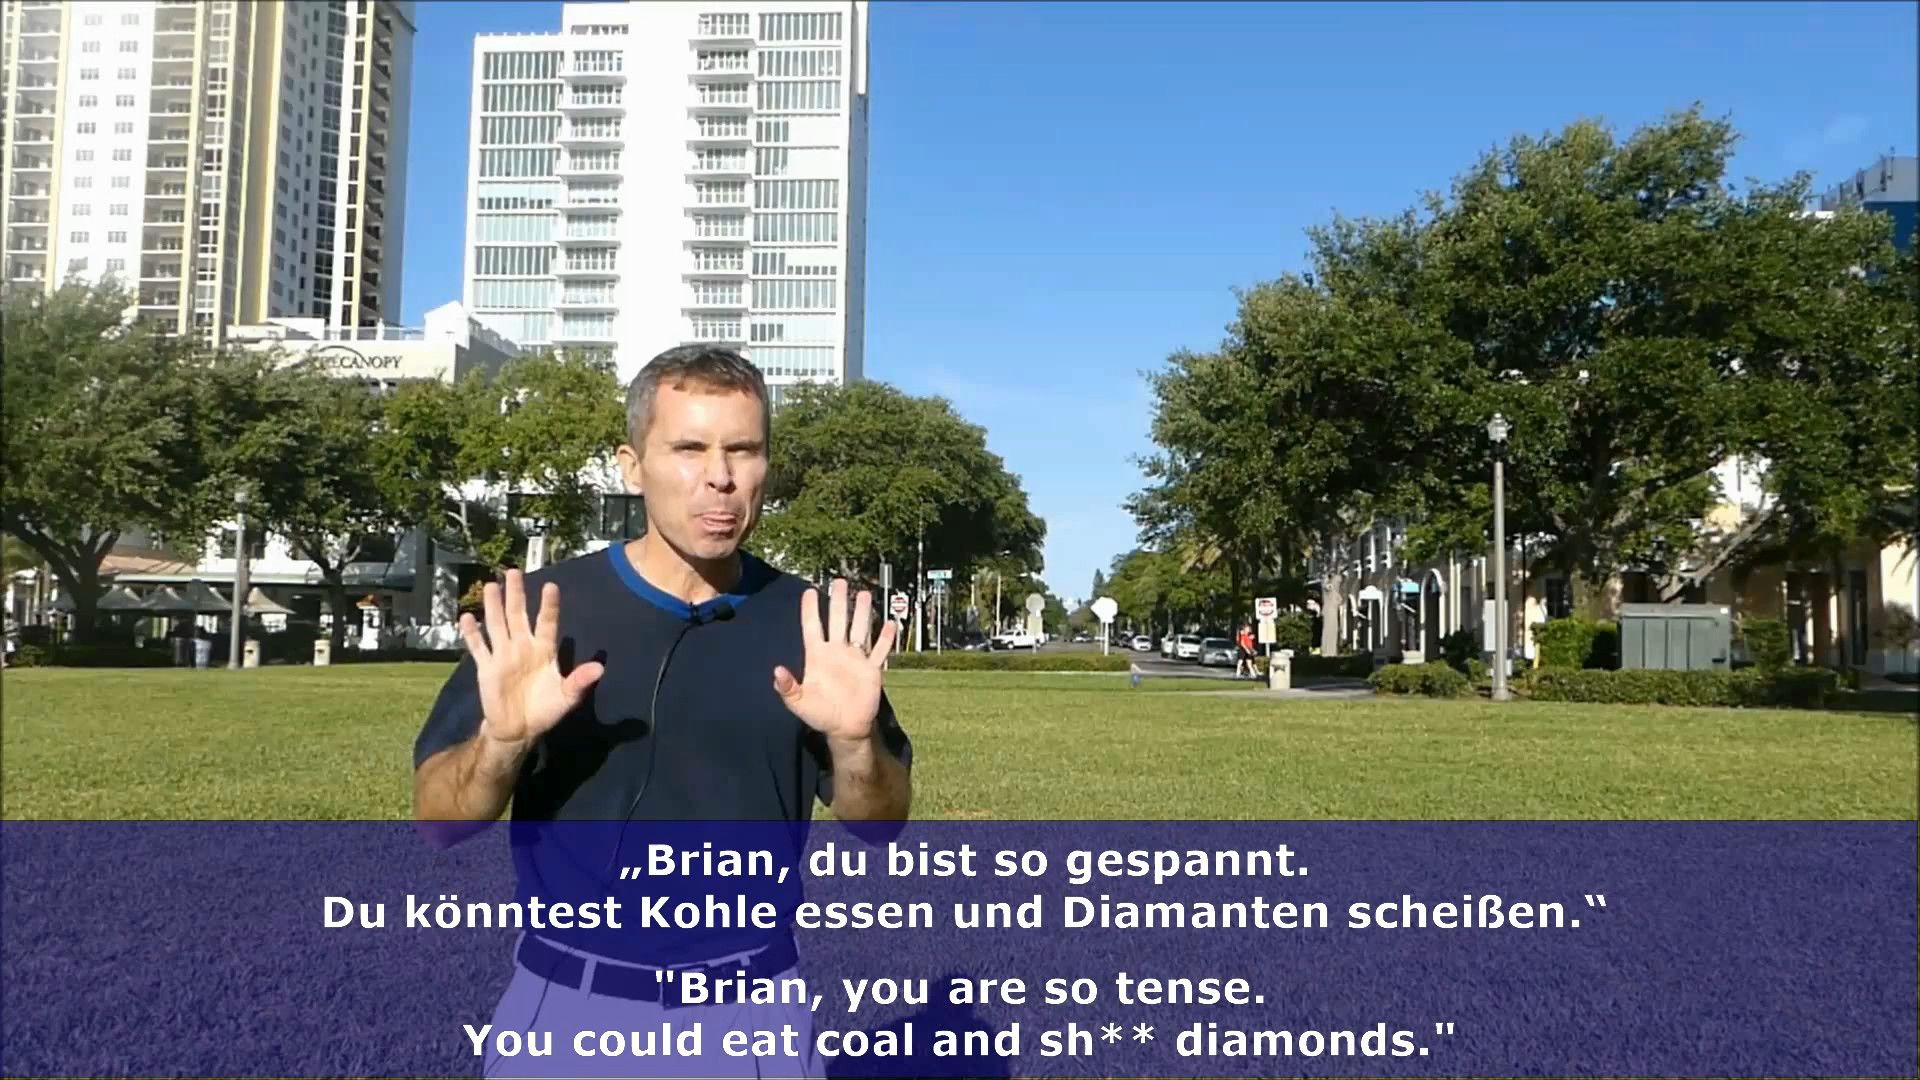 CANOPY
„Brian, du bist so gespannt.
Du könntest Kohle essen und Diamanten scheißen.“
"Brian, you are so tense.
You could eat coal and sh** diamonds."